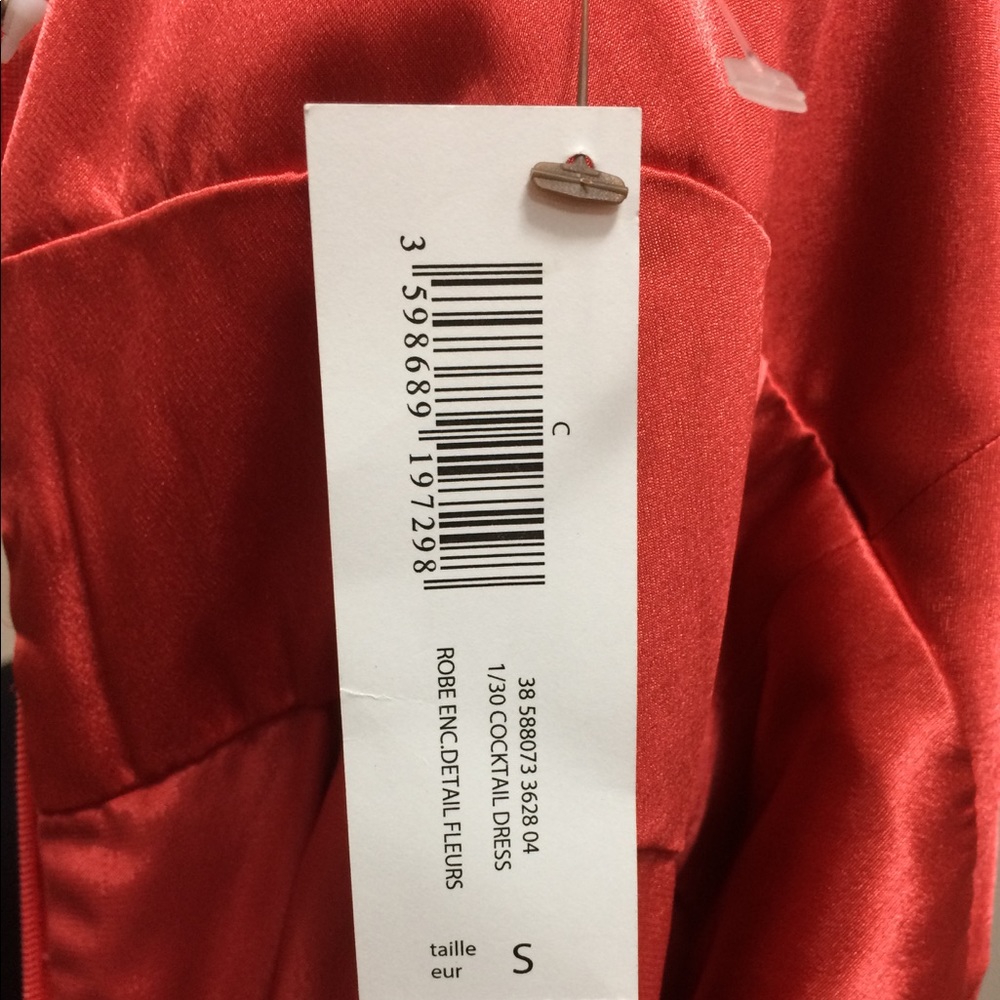 C
3 598689 197298
38 588073 3628 04
1/30 COCKTAIL DRESS
ROBE ENC.DETAIL FLEURS
taille
eur
S